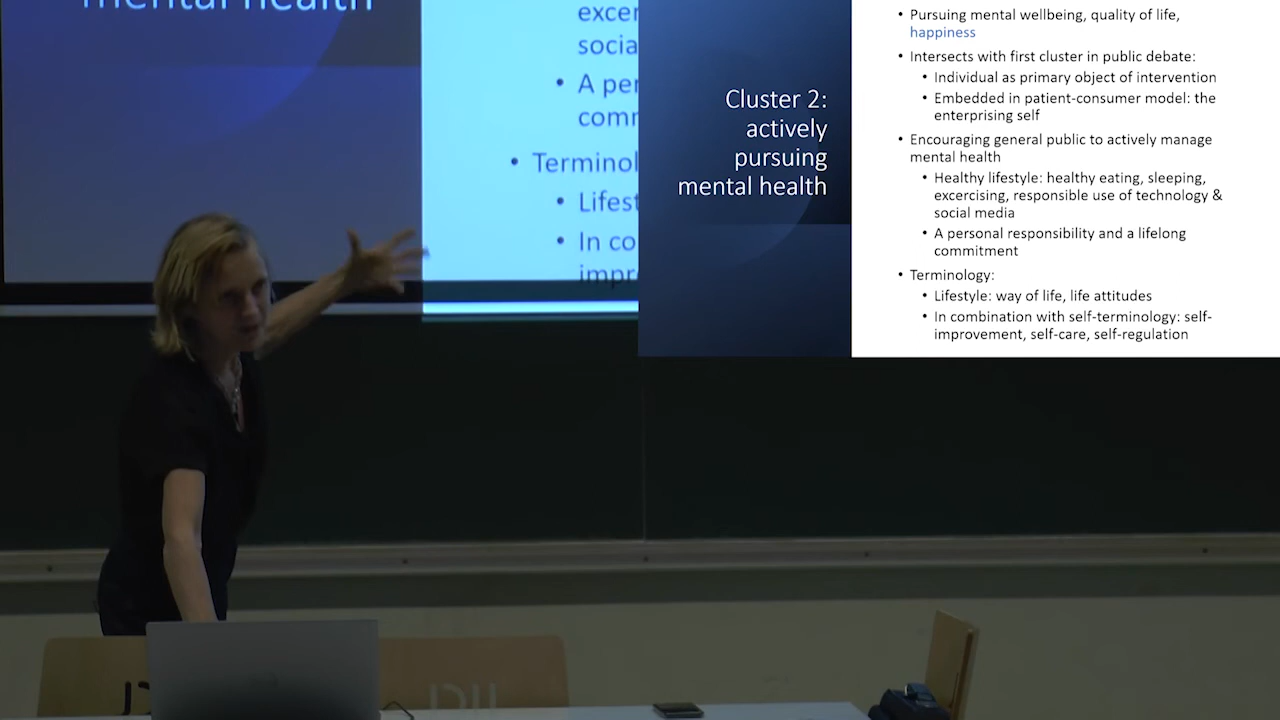 mental health
excer
socia
• A per
comm
• Terminol
• Lifest
• In co
impr
Cluster 2:
actively
pursuing
mental health
• Pursuing mental wellbeing, quality of life,
happiness
• Intersects with first cluster in public debate:
• Individual as primary object of intervention
• Embedded in patient-consumer model: the
enterprising self
• Encouraging general public to actively manage
mental health
• Healthy lifestyle: healthy eating, sleeping,
excercising, responsible use of technology &
social media
• A personal responsibility and a lifelong
commitment
• Terminology:
• Lifestyle: way of life, life attitudes
• In combination with self-terminology: self-
improvement, self-care, self-regulation